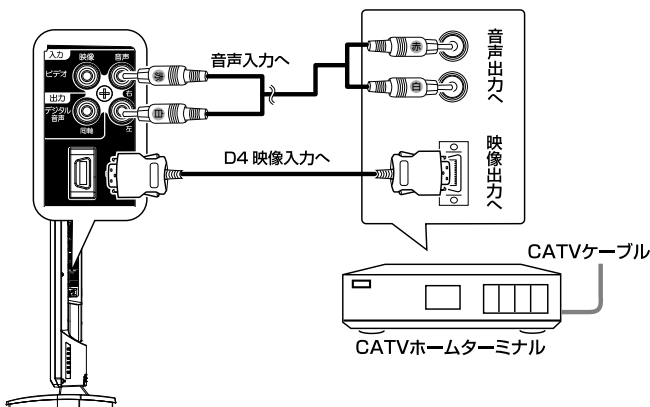 入力
映像
音声
ビデオ
右
出力
デジタル
音声
同軸
左
赤
白
音声入力へ
赤
白
音声出力へ
D4 映像入力へ
映像出力へ
CATVケーブル
CATVホームターミナル